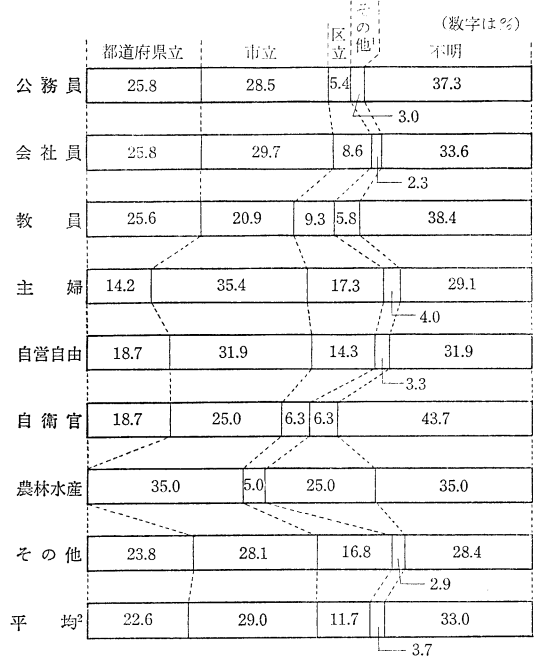 (数字は%)
都道府県立 市立 区立 その他¹ 不明
公務員 25.8 28.5 5.4 37.3
3.0
会社員 25.8 29.7 8.6 33.6
2.3
教員 25.6 20.9 9.3 5.8 38.4
主婦 14.2 35.4 17.3 29.1
4.0
自営自由 18.7 31.9 14.3 31.9
3.3
自衛官 18.7 25.0 6.3 6.3 43.7
農林水産 35.0 5.0 25.0 35.0
その他 23.8 28.1 16.8 28.4
2.9
平均² 22.6 29.0 11.7 33.0
3.7